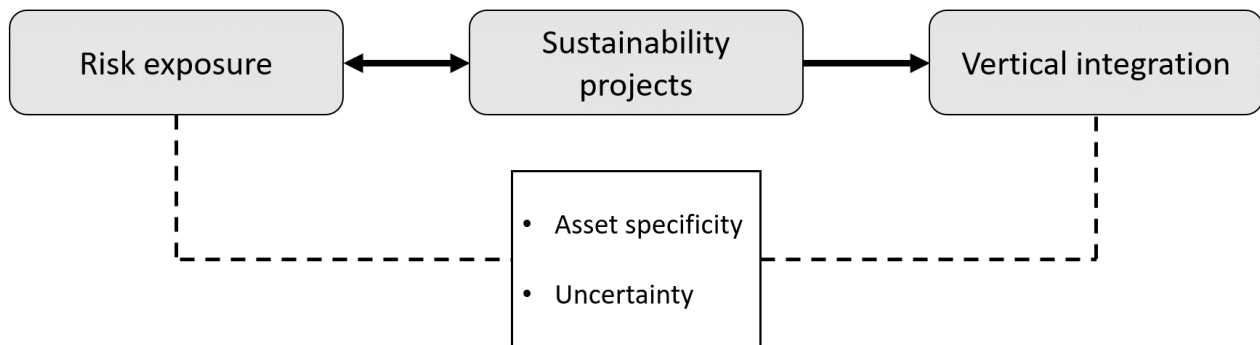 Risk exposure
Sustainability
projects
Vertical integration
• Asset specificity
• Uncertainty